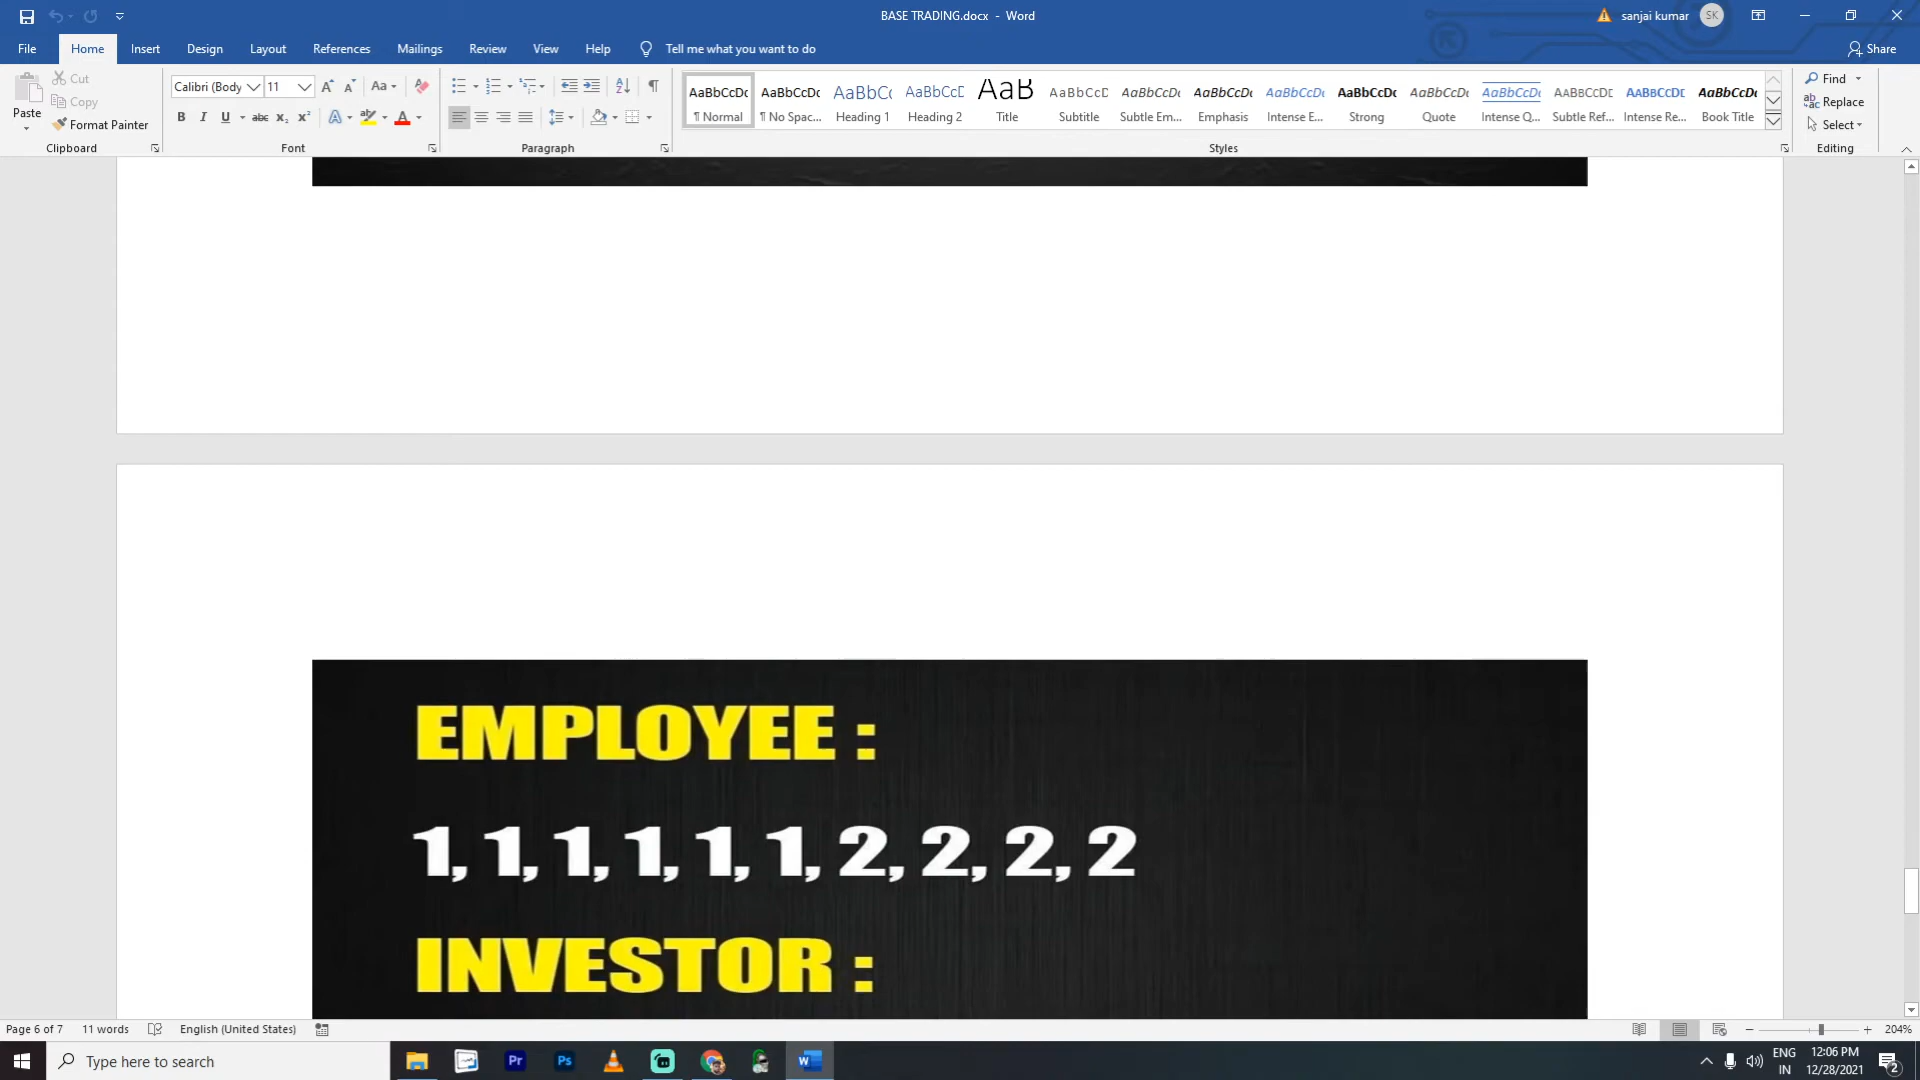 BASE TRADING.docx - Word
sanjai kumar
SK
File
Home
Insert
Design
Layout
References
Mailings
Review
View
Help
Tell me what you want to do
Share
Paste
Cut
Copy
Format Painter
Clipboard
Calibri (Body
11
Font
Paragraph
AaBbCcDc
¶ Normal
AaBbCcDc
¶ No Spac...
AaBbCc
Heading 1
AaBbCcD
Heading 2
AaB
Title
AaBbCcD
Subtitle
AaBbCcDc
Subtle Em...
AaBbCcDc
Emphasis
AaBbCcDc
Intense E...
AaBbCcDc
Strong
AaBbCcDc
Quote
AaBbCcDc
Intense Q...
AABBCCDE
Subtle Ref...
AABBCCDE
Intense Re...
AaBbCcDc
Book Title
Styles
Find
Replace
Select
Editing
EMPLOYEE :
1, 1, 1, 1, 1, 1, 2, 2, 2, 2
INVESTOR :
Page 6 of 7
11 words
English (United States)
204%
Type here to search
ENG
IN
12:06 PM
12/28/2021
2